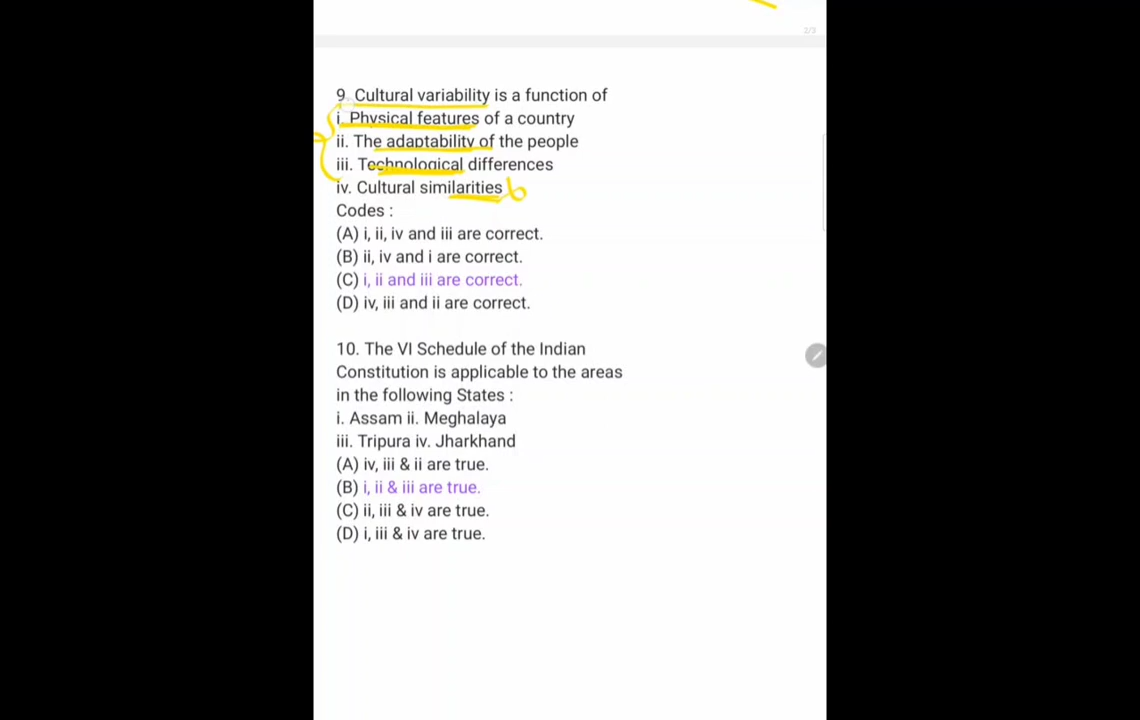 2/3
9. Cultural variability is a function of
i. Physical features of a country
ii. The adaptability of the people
iii. Technological differences
iv. Cultural similarities
Codes :
(A) i, ii, iv and iii are correct.
(B) ii, iv and i are correct.
(C) i, ii and iii are correct.
(D) iv, iii and ii are correct.
10. The VI Schedule of the Indian
Constitution is applicable to the areas
in the following States :
i. Assam ii. Meghalaya
iii. Tripura iv. Jharkhand
(A) iv, iii & ii are true.
(B) i, ii & iii are true.
(C) ii, iii & iv are true.
(D) i, iii & iv are true.